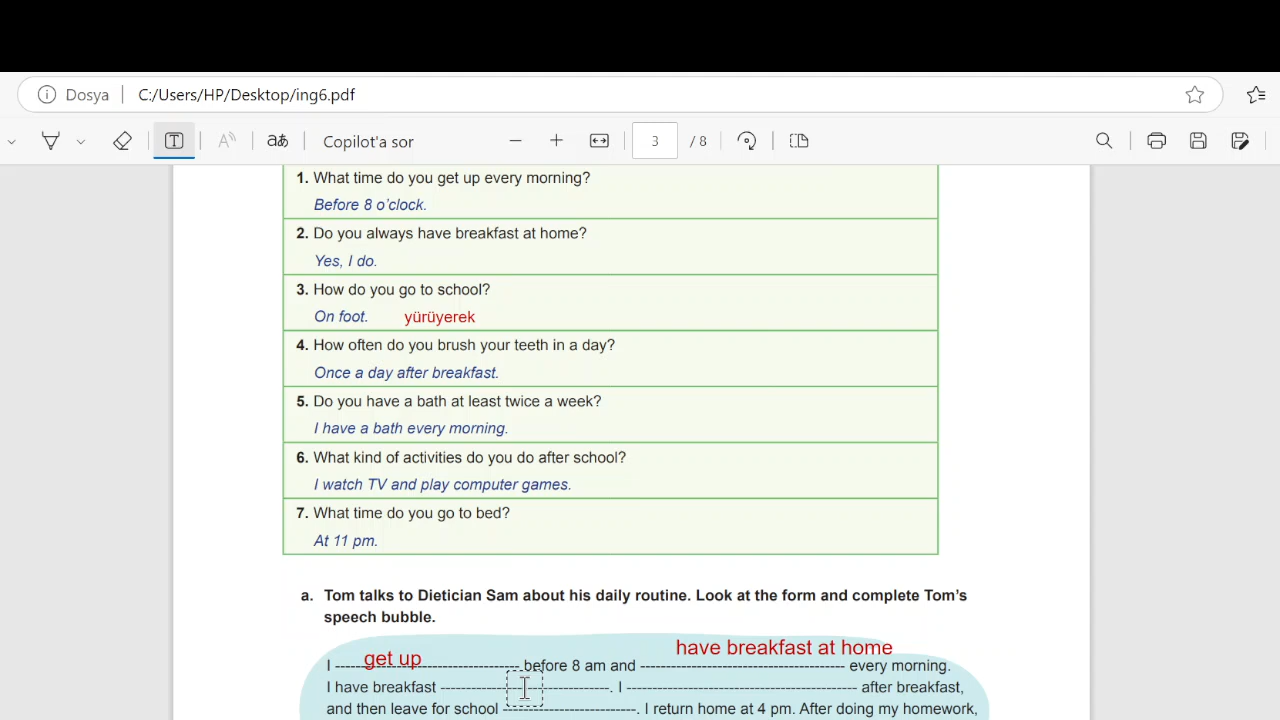 Dosya C:/Users/HP/Desktop/ing6.pdf
aあ Copilot'a sor 3 / 8
1. What time do you get up every morning?
Before 8 o'clock.
2. Do you always have breakfast at home?
Yes, I do.
3. How do you go to school?
On foot. yürüyerek
4. How often do you brush your teeth in a day?
Once a day after breakfast.
5. Do you have a bath at least twice a week?
I have a bath every morning.
6. What kind of activities do you do after school?
I watch TV and play computer games.
7. What time do you go to bed?
At 11 pm.
a. Tom talks to Dietician Sam about his daily routine. Look at the form and complete Tom's
speech bubble.
I get up before 8 am and have breakfast at home every morning.
I have breakfast ------------------------------. I ------------------------------ after breakfast,
and then leave for school ------------------------. I return home at 4 pm. After doing my homework,